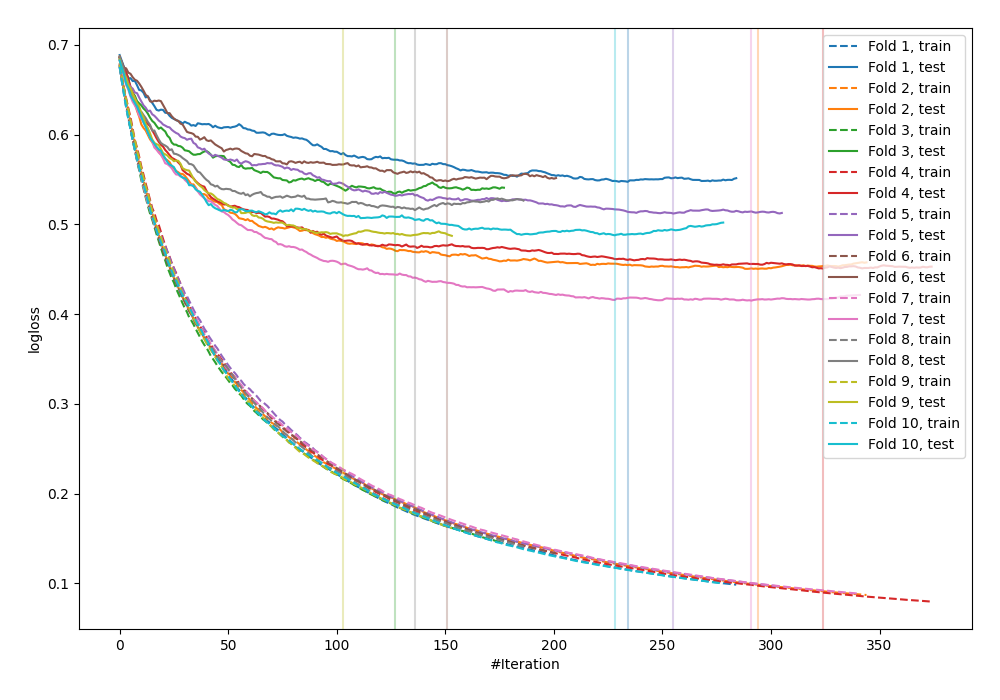 0.7
0.6
0.5
0.4
0.3
0.2
0.1
logloss
0 50 100 150 200 250 300 350
#Iteration
Fold 1, train
Fold 1, test
Fold 2, train
Fold 2, test
Fold 3, train
Fold 3, test
Fold 4, train
Fold 4, test
Fold 5, train
Fold 5, test
Fold 6, train
Fold 6, test
Fold 7, train
Fold 7, test
Fold 8, train
Fold 8, test
Fold 9, train
Fold 9, test
Fold 10, train
Fold 10, test